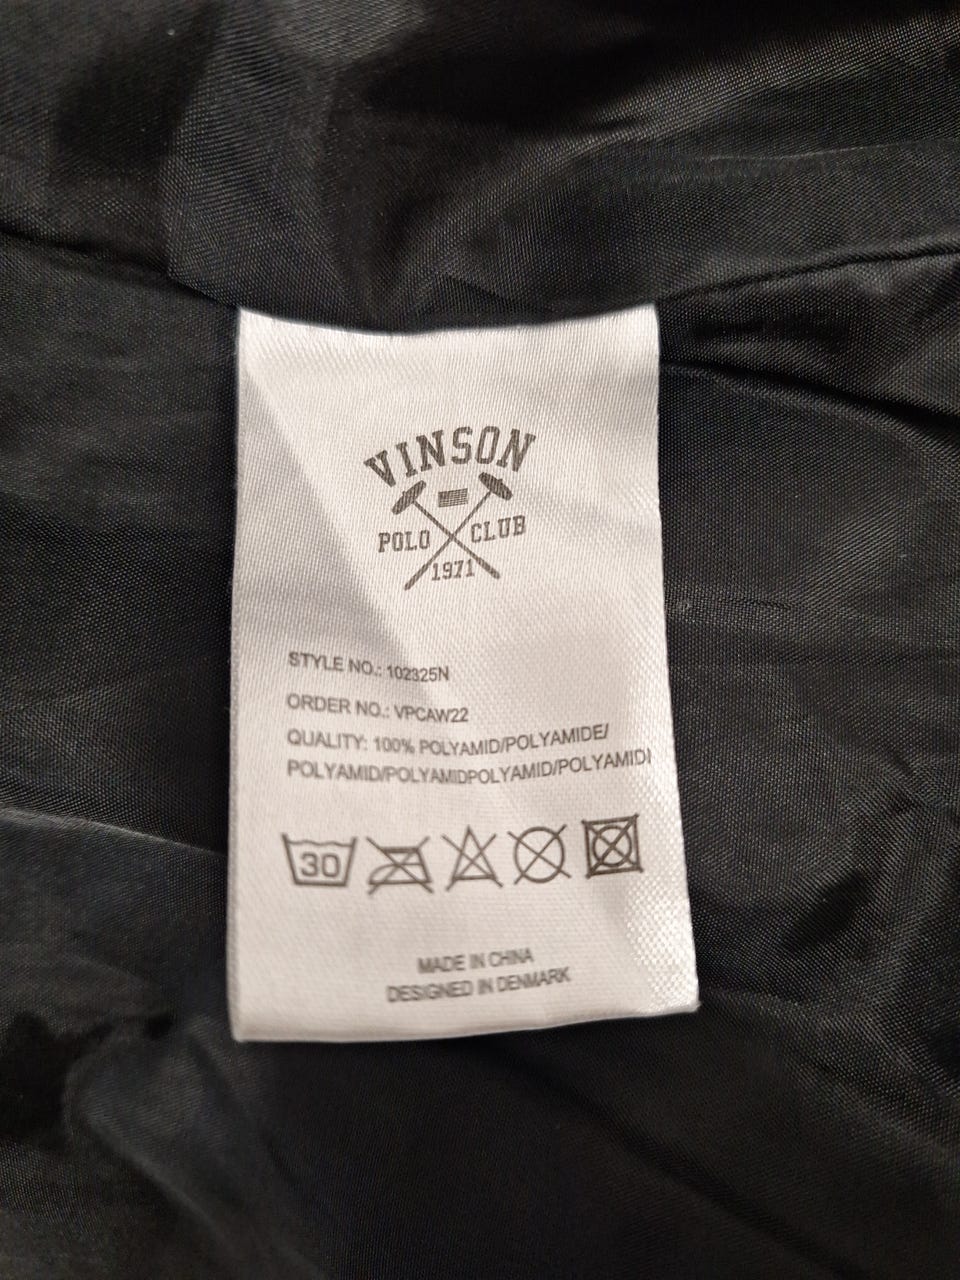 VINSON
POLO CLUB
1971
STYLE NO.: 102325N
ORDER NO.: VPCAW22
QUALITY: 100% POLYAMID/POLYAMIDE/
POLYAMID/POLYAMIDPOLYAMID/POLYAMIDI
30
MADE IN CHINA
DESIGNED IN DENMARK